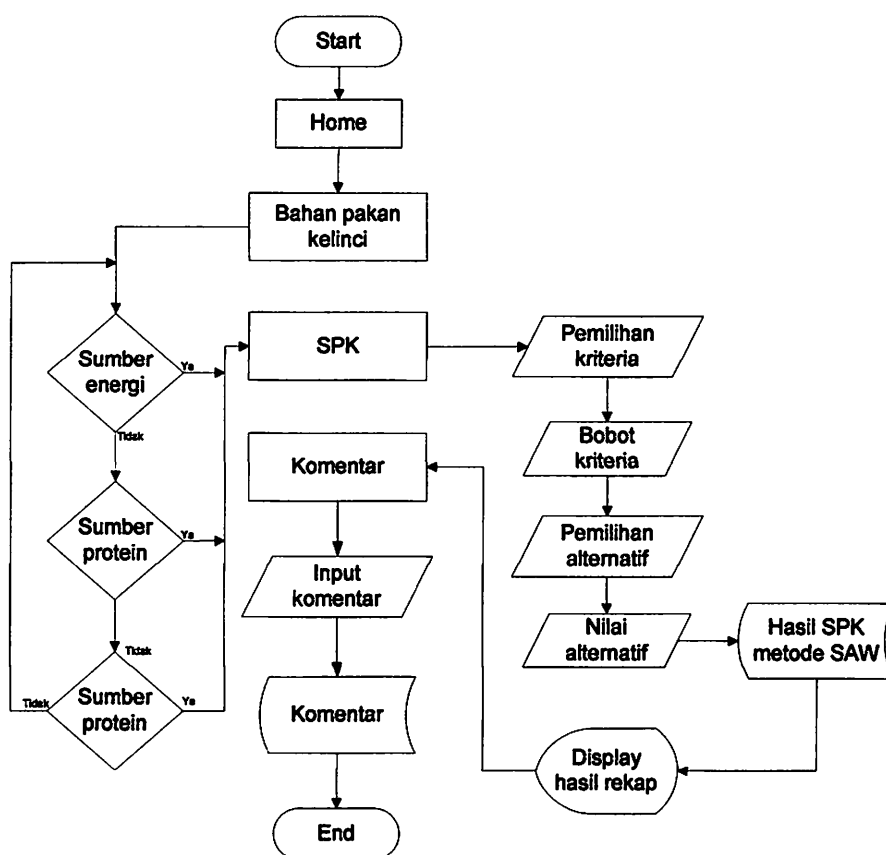 Start
Home
Bahan pakan
kelinci
Sumber
energi
Ya
Tidak
SPK
Pemilihan
kriteria
Bobot
kriteria
Komentar
Sumber
protein
Ya
Tidak
Pemilihan
alternatif
Input
komentar
Nilai
alternatif
Hasil SPK
metode SAW
Sumber
protein
Tidak
Ya
Komentar
Display
hasil rekap
End